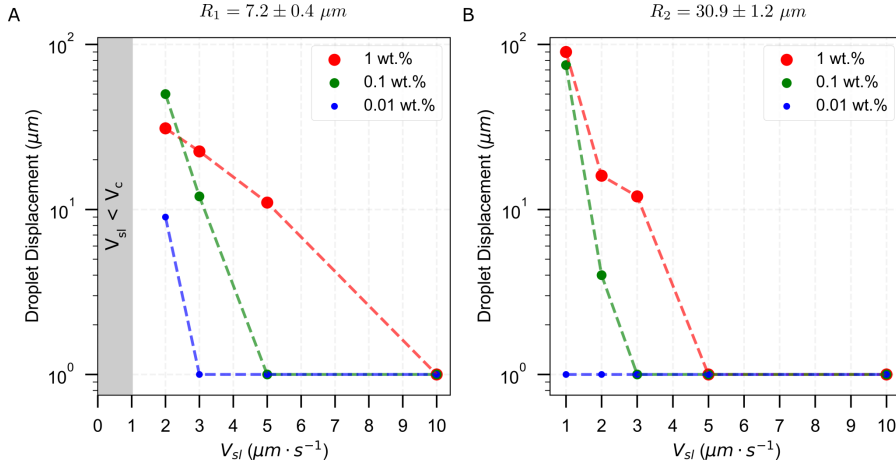 A
R₁ = 7.2 ± 0.4 μm
Droplet Displacement (μm)
10²
10¹
10⁰
V_sl < V_c
1 wt.%
0.1 wt.%
0.01 wt.%
0 1 2 3 4 5 6 7 8 9 10
V_sl (μm · s⁻¹)
B
R₂ = 30.9 ± 1.2 μm
Droplet Displacement (μm)
10²
10¹
10⁰
1 wt.%
0.1 wt.%
0.01 wt.%
1 2 3 4 5 6 7 8 9 10
V_sl (μm · s⁻¹)